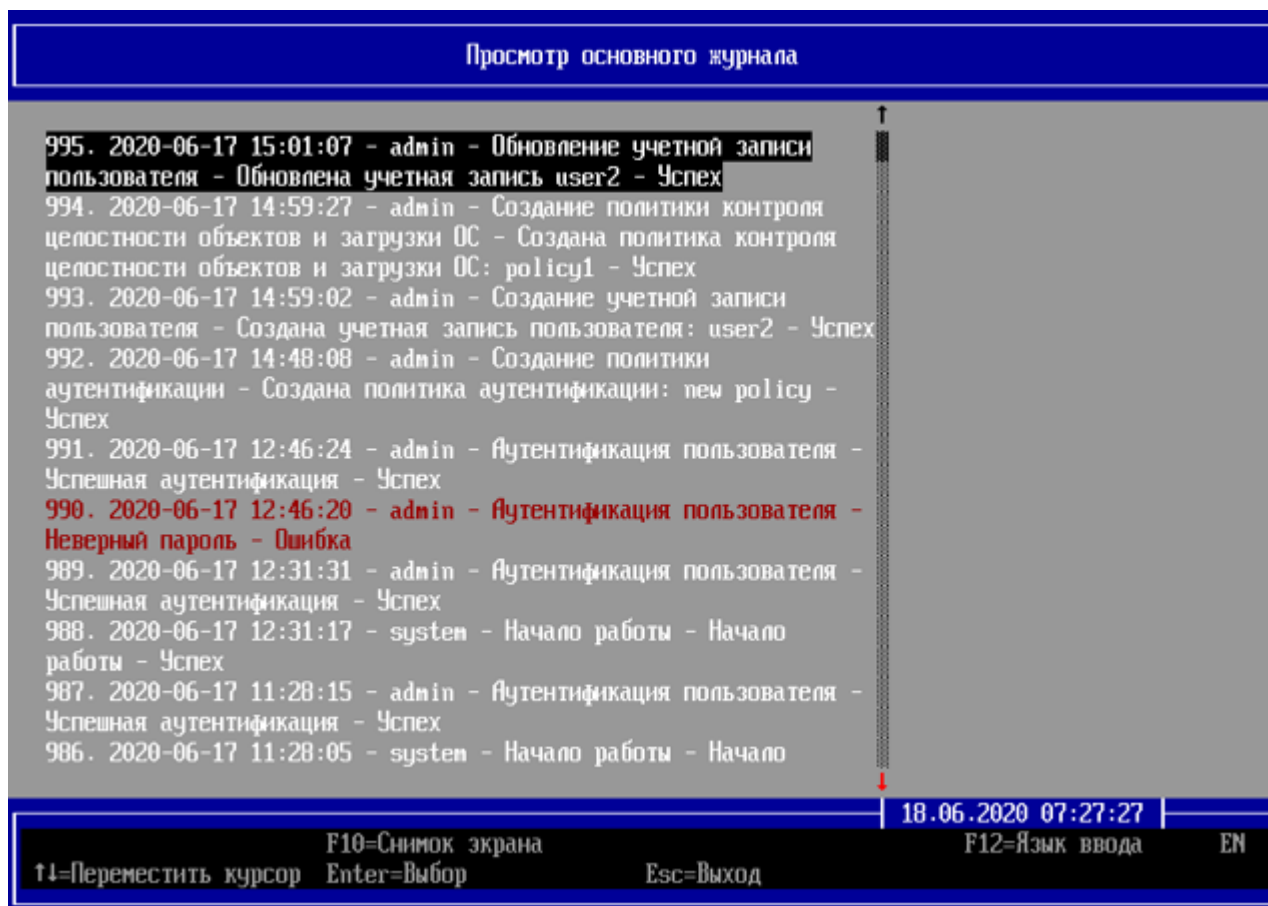 Просмотр основного журнала
995. 2020-06-17 15:01:07 - admin - Обновление учетной записи
пользователя - Обновлена учетная запись user2 - Успех
994. 2020-06-17 14:59:27 - admin - Создание политики контроля
целостности объектов и загрузки ОС - Создана политика контроля
целостности объектов и загрузки ОС: policy1 - Успех
993. 2020-06-17 14:59:02 - admin - Создание учетной записи
пользователя - Создана учетная запись пользователя: user2 - Успех
992. 2020-06-17 14:48:08 - admin - Создание политики
аутентификации - Создана политика аутентификации: new policy -
Успех
991. 2020-06-17 12:46:24 - admin - Аутентификация пользователя -
Успешная аутентификация - Успех
990. 2020-06-17 12:46:20 - admin - Аутентификация пользователя -
Неверный пароль - Ошибка
989. 2020-06-17 12:31:31 - admin - Аутентификация пользователя -
Успешная аутентификация - Успех
988. 2020-06-17 12:31:17 - system - Начало работы - Начало
работы - Успех
987. 2020-06-17 11:28:15 - admin - Аутентификация пользователя -
Успешная аутентификация - Успех
986. 2020-06-17 11:28:05 - system - Начало работы - Начало
18.06.2020 07:27:27
F10=Снимок экрана F12=Язык ввода EN
↑↓=Переместить курсор Enter=Выбор Esc=Выход